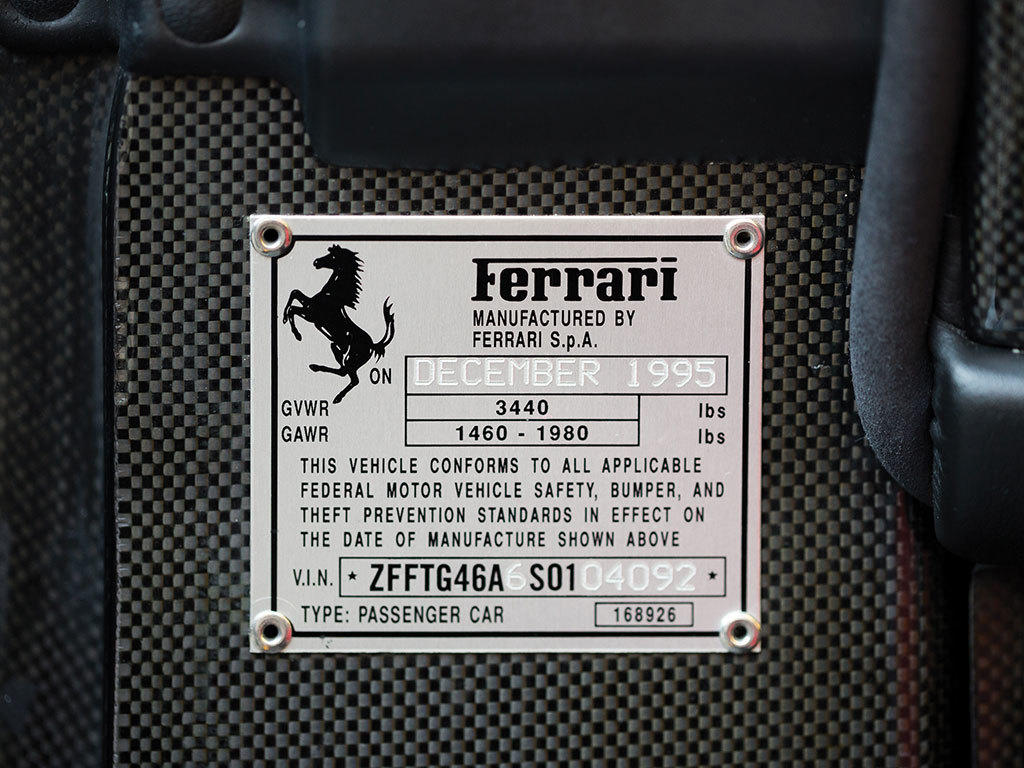 Ferrari
MANUFACTURED BY
FERRARI S.p.A.
ON DECEMBER 1995
GVWR 3440 lbs
GAWR 1460 - 1980 lbs
THIS VEHICLE CONFORMS TO ALL APPLICABLE
FEDERAL MOTOR VEHICLE SAFETY, BUMPER, AND
THEFT PREVENTION STANDARDS IN EFFECT ON
THE DATE OF MANUFACTURE SHOWN ABOVE
V.I.N. * ZFFTG46A6S0104092 *
TYPE: PASSENGER CAR 168926